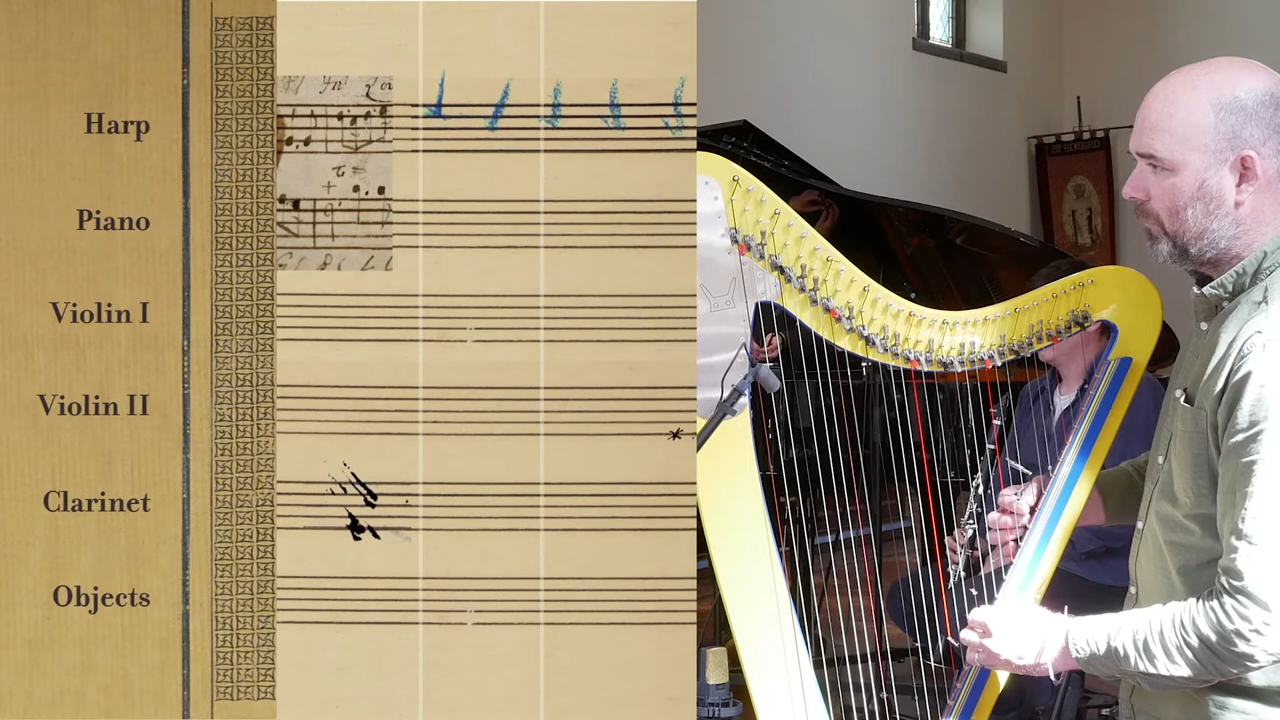 Harp
Piano
Violin I
Violin II
Clarinet
Objects